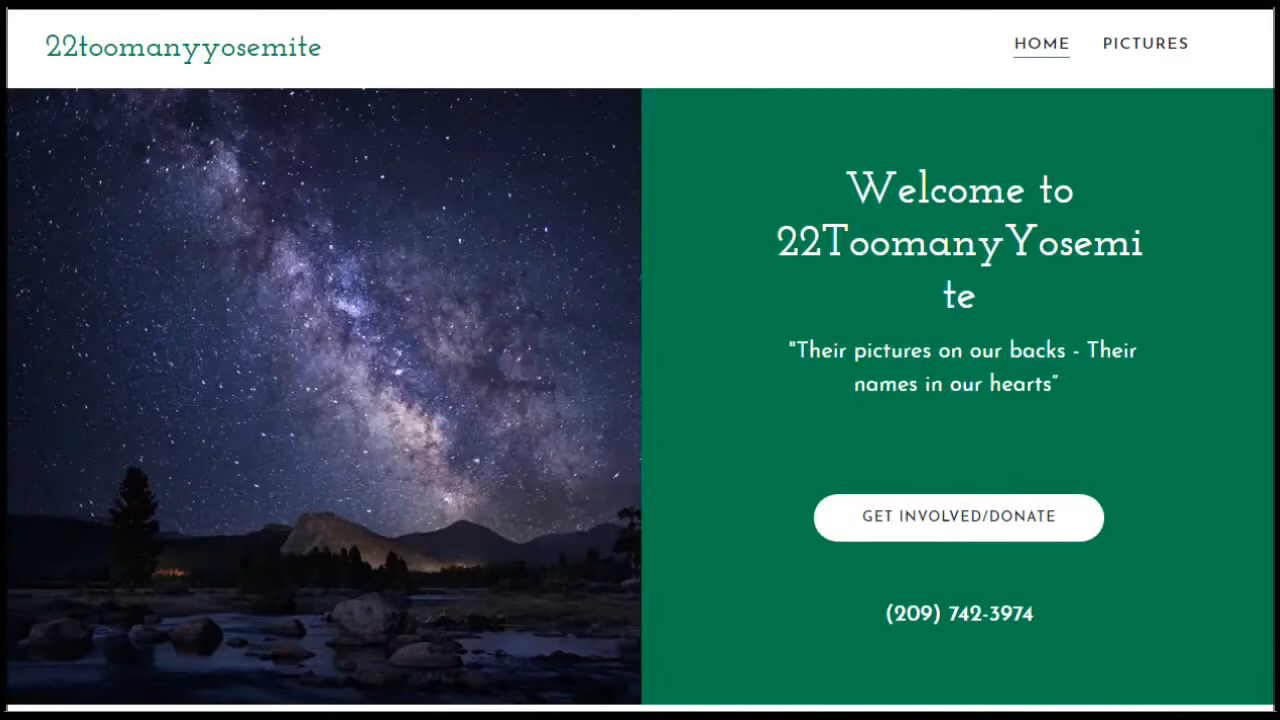 22toomanyyosemite
HOME PICTURES
Welcome to
22ToomanyYosemi
te
"Their pictures on our backs - Their
names in our hearts”
GET INVOLVED/DONATE
(209) 742-3974